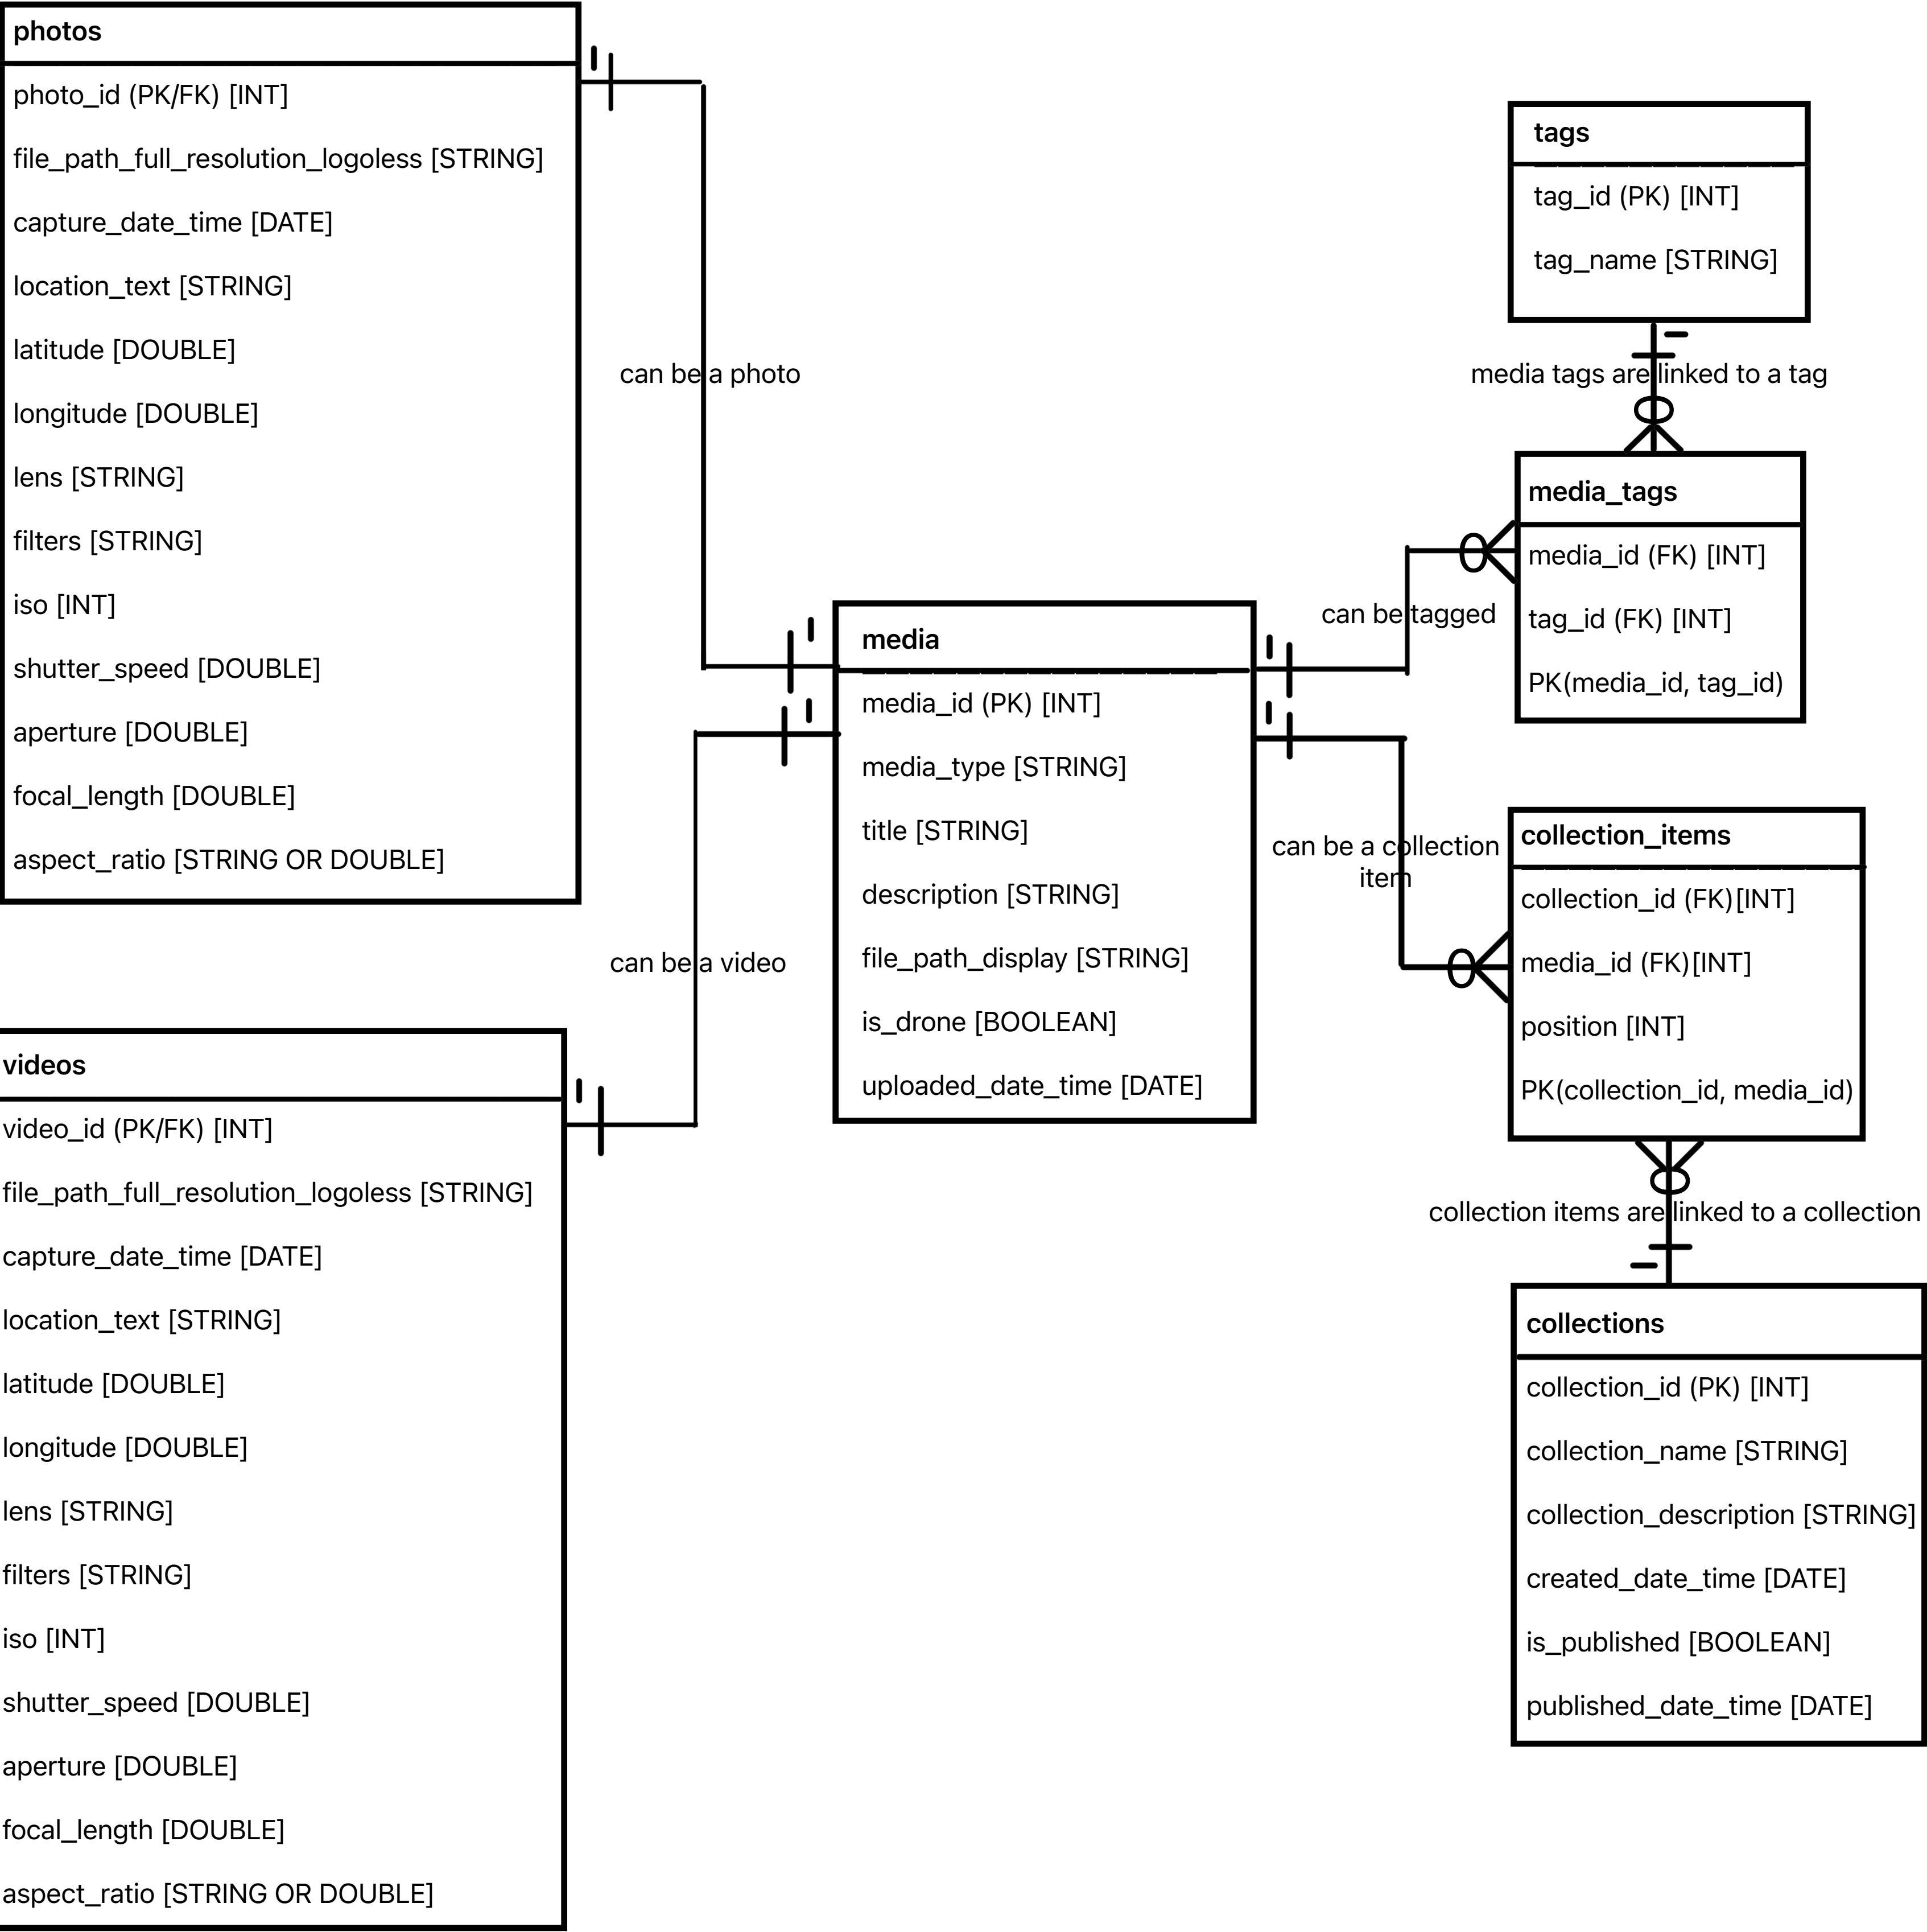 photos
photo_id (PK/FK) [INT]
file_path_full_resolution_logoless [STRING]
capture_date_time [DATE]
location_text [STRING]
latitude [DOUBLE]
longitude [DOUBLE]
lens [STRING]
filters [STRING]
iso [INT]
shutter_speed [DOUBLE]
aperture [DOUBLE]
focal_length [DOUBLE]
aspect_ratio [STRING OR DOUBLE]
can be a photo
videos
video_id (PK/FK) [INT]
file_path_full_resolution_logoless [STRING]
capture_date_time [DATE]
location_text [STRING]
latitude [DOUBLE]
longitude [DOUBLE]
lens [STRING]
filters [STRING]
iso [INT]
shutter_speed [DOUBLE]
aperture [DOUBLE]
focal_length [DOUBLE]
aspect_ratio [STRING OR DOUBLE]
can be a video
media
media_id (PK) [INT]
media_type [STRING]
title [STRING]
description [STRING]
file_path_display [STRING]
is_drone [BOOLEAN]
uploaded_date_time [DATE]
can be tagged
can be a collection
item
tags
tag_id (PK) [INT]
tag_name [STRING]
media tags are linked to a tag
media_tags
media_id (FK) [INT]
tag_id (FK) [INT]
PK(media_id, tag_id)
collection_items
collection_id (FK)[INT]
media_id (FK)[INT]
position [INT]
PK(collection_id, media_id)
collection items are linked to a collection
collections
collection_id (PK) [INT]
collection_name [STRING]
collection_description [STRING]
created_date_time [DATE]
is_published [BOOLEAN]
published_date_time [DATE]